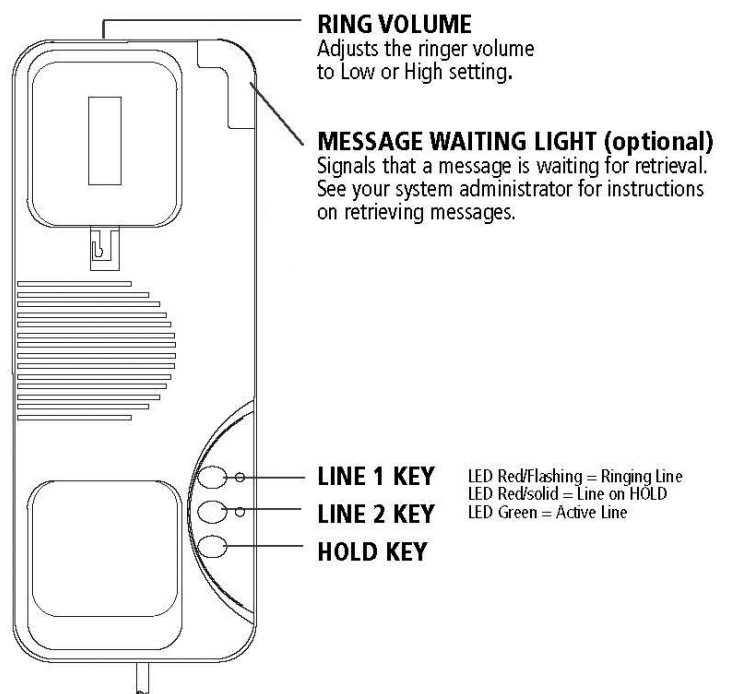 RING VOLUME
Adjusts the ringer volume
to Low or High setting.
MESSAGE WAITING LIGHT (optional)
Signals that a message is waiting for retrieval.
See your system administrator for instructions
on retrieving messages.
LINE 1 KEY
LINE 2 KEY
HOLD KEY
LED Red/Flashing = Ringing Line
LED Red/solid = Line on HOLD
LED Green = Active Line